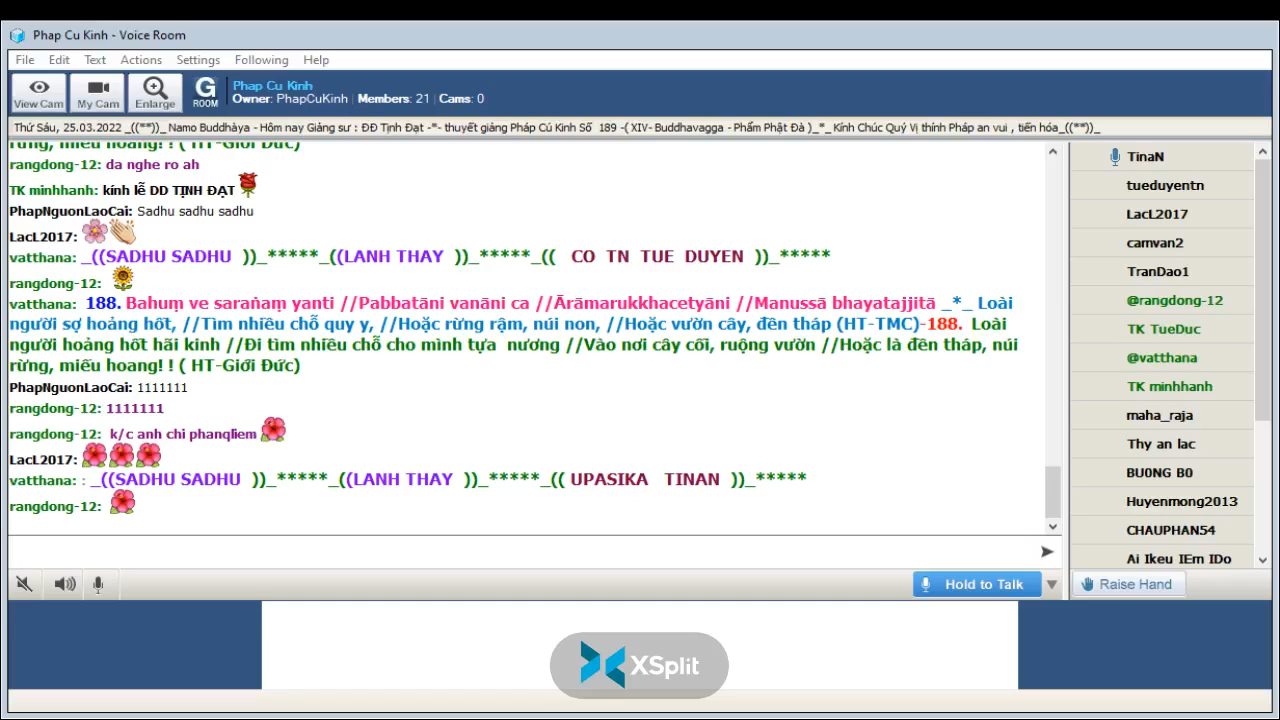 Phap Cu Kinh - Voice Room
File Edit Text Actions Settings Following Help
View Cam My Cam Enlarge G ROOM
Phap Cu Kinh
Owner: PhapCuKinh | Members: 21 | Cams: 0
Thứ Sáu, 25.03.2022 _((**))_ Namo Buddhàya - Hôm nay Giảng sư : ĐĐ Tịnh Đạt -*- thuyết giảng Pháp Cú Kinh Số 189 -( XIV- Buddhavagga - Phẩm Phật Đà )_*_ Kính Chúc Quý Vị thính Pháp an vui , tiến hóa_((**))_
rừng, miếu hoang! ! ( HT-Giới Đức)
rangdong-12: da nghe ro ah
TK minhhanh: kính lễ DD TỊNH ĐẠT
PhapNguonLaoCai: Sadhu sadhu sadhu
LacL2017:
vatthana: _((SADHU SADHU ))_*****_((LANH THAY ))_*****_(( CO TN TUE DUYEN ))_*****
rangdong-12:
vatthana: 188. Bahuṃ ve saraṅaṃ yanti //Pabbatāni vanāni ca //Ārāmarukkhacetyāni //Manussā bhayatajjitā _*_ Loài
người sợ hoảng hốt, //Tìm nhiều chỗ quy y, //Hoặc rừng rậm, núi non, //Hoặc vườn cây, đền tháp (HT-TMC)-188. Loài
người hoảng hốt hãi kinh //Đi tìm nhiều chỗ cho mình tựa nương //Vào nơi cây cối, ruộng vườn //Hoặc là đền tháp, núi
rừng, miếu hoang! ! ( HT-Giới Đức)
PhapNguonLaoCai: 1111111
rangdong-12: 1111111
rangdong-12: k/c anh chi phanqliem
LacL2017:
vatthana: : _((SADHU SADHU ))_*****_((LANH THAY ))_*****_(( UPASIKA TINAN ))_*****
rangdong-12:
Hold to Talk
TinaN
tueduyentn
LacL2017
camvan2
TranDao1
@rangdong-12
TK TueDuc
@vatthana
TK minhhanh
maha_raja
Thy an lac
BU0NG B0
Huyenmong2013
CHAUPHAN54
Ai Ikeu IEm IDo
Raise Hand
XSplit